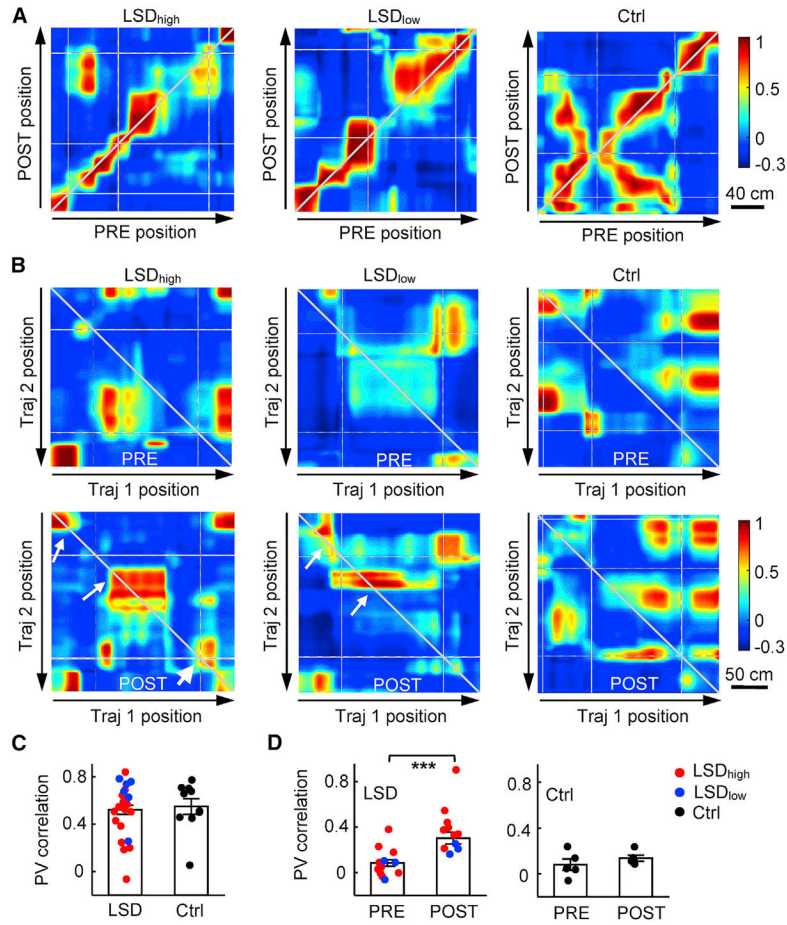 A
LSDhigh
LSDlow
Ctrl
POST position
POST position
POST position
PRE position
PRE position
PRE position
1
0.5
0
-0.3
40 cm
B
LSDhigh
LSDlow
Ctrl
Traj 2 position
Traj 2 position
Traj 2 position
PRE
PRE
PRE
Traj 1 position
Traj 1 position
Traj 1 position
Traj 2 position
Traj 2 position
Traj 2 position
POST
POST
POST
Traj 1 position
Traj 1 position
Traj 1 position
1
0.5
0
-0.3
50 cm
C
PV correlation
0.8
0.4
0
LSD
Ctrl
D
PV correlation
0.8
0.4
0
LSD
***
PRE
POST
0.8
0.4
0
Ctrl
PRE
POST
LSDhigh
LSDlow
Ctrl